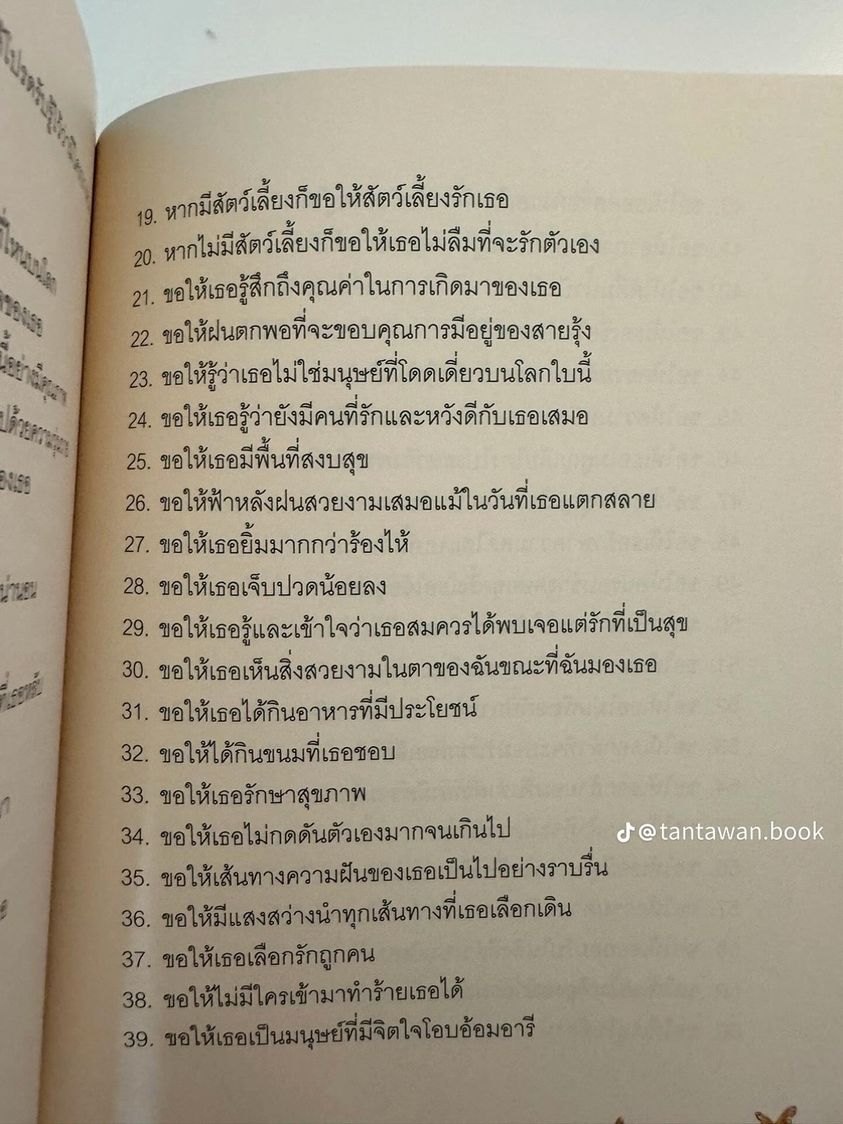 19. หากมีสัตว์เลี้ยงก็ขอให้สัตว์เลี้ยงรักเธอ
20. หากไม่มีสัตว์เลี้ยงก็ขอให้เธอไม่ลืมที่จะรักตัวเอง
21. ขอให้เธอรู้สึกถึงคุณค่าในการเกิดมาของเธอ
22. ขอให้ฝนตกพอที่จะขอบคุณการมีอยู่ของสายรุ้ง
23. ขอให้รู้ว่าเธอไม่ใช่มนุษย์ที่โดดเดี่ยวบนโลกใบนี้
24. ขอให้เธอรู้ว่ายังมีคนที่รักและหวังดีกับเธอเสมอ
25. ขอให้เธอมีพื้นที่สงบสุข
26. ขอให้ฟ้าหลังฝนสวยงามเสมอแม้ในวันที่เธอแตกสลาย
27. ขอให้เธอยิ้มมากกว่าร้องไห้
28. ขอให้เธอเจ็บปวดน้อยลง
29. ขอให้เธอรู้และเข้าใจว่าเธอสมควรได้พบเจอแต่รักที่เป็นสุข
30. ขอให้เธอเห็นสิ่งสวยงามในตาของฉันขณะที่ฉันมองเธอ
31. ขอให้เธอได้กินอาหารที่มีประโยชน์
32. ขอให้ได้กินขนมที่เธอชอบ
33. ขอให้เธอรักษาสุขภาพ
34. ขอให้เธอไม่กดดันตัวเองมากจนเกินไป
@tantawan.book
35. ขอให้เส้นทางความฝันของเธอเป็นไปอย่างราบรื่น
36. ขอให้มีแสงสว่างนำทุกเส้นทางที่เธอเลือกเดิน
37. ขอให้เธอเลือกรักถูกคน
38. ขอให้ไม่มีใครเข้ามาทำร้ายเธอได้
39. ขอให้เธอเป็นมนุษย์ที่มีจิตใจโอบอ้อมอารี